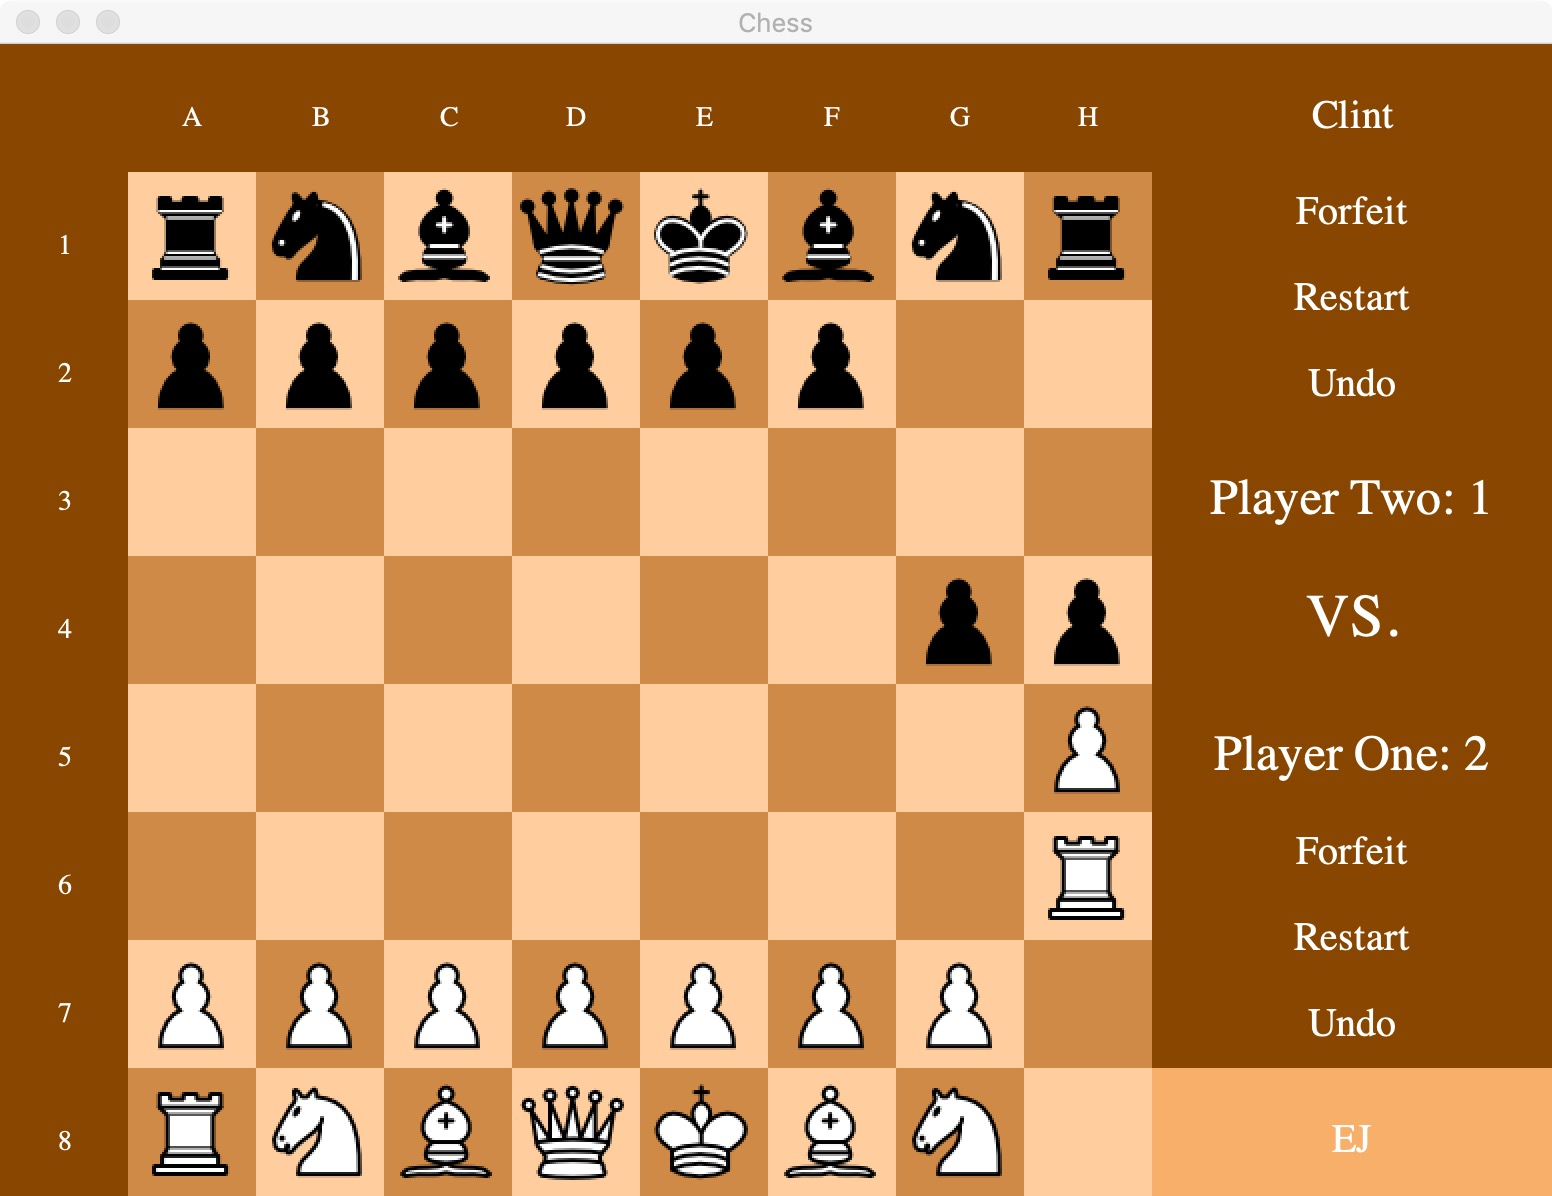 Chess
A B C D E F G H
Clint
1
Forfeit
Restart
2
Undo
3
Player Two: 1
4
VS.
5
Player One: 2
Forfeit
6
Restart
7
Undo
8
EJ